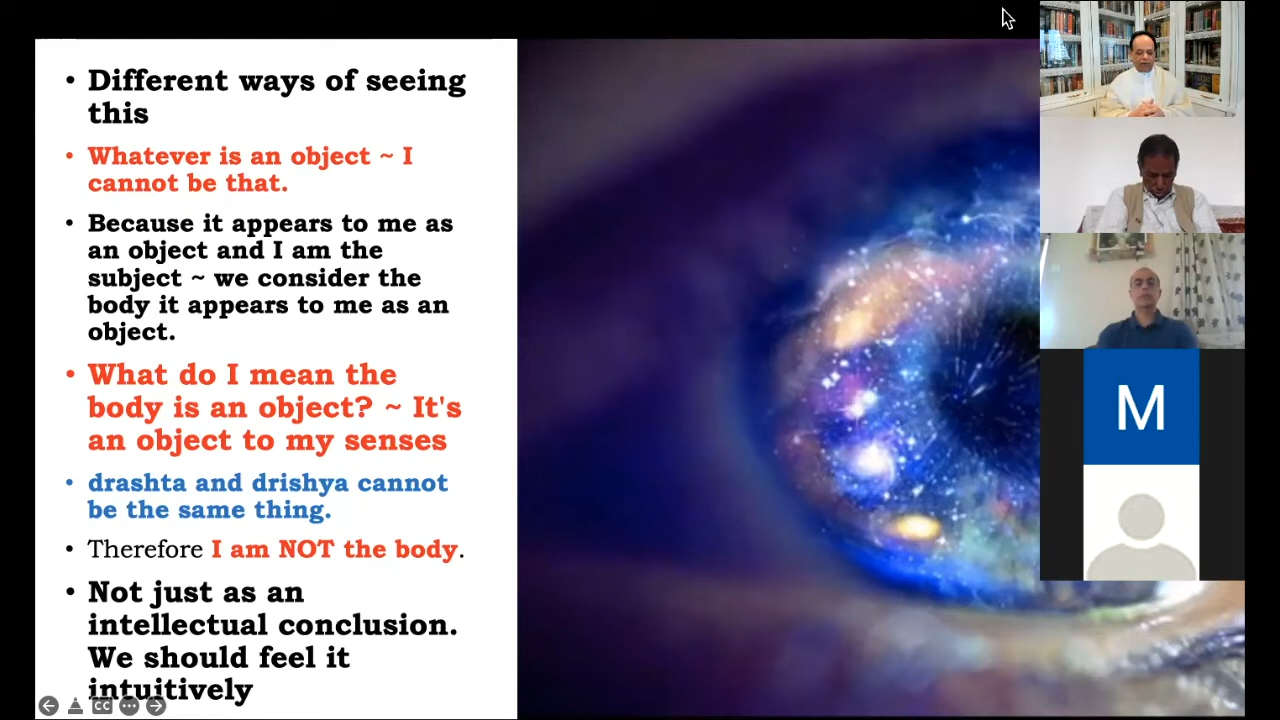 • Different ways of seeing
this
• Whatever is an object ~ I
cannot be that.
• Because it appears to me as
an object and I am the
subject ~ we consider the
body it appears to me as an
object.
• What do I mean the
body is an object? ~ It's
an object to my senses
• drashta and drishya cannot
be the same thing.
• Therefore I am NOT the body.
• Not just as an
intellectual conclusion.
We should feel it
intuitively
CC
M